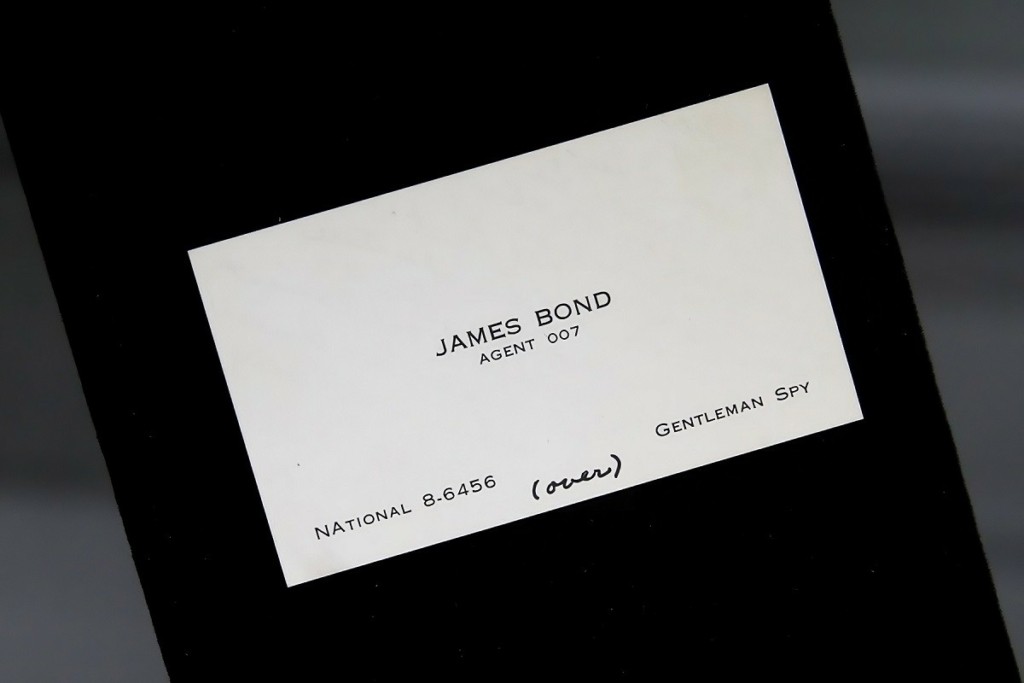 JAMES BOND
AGENT 007
GENTLEMAN SPY
NATIONAL 8-6456
(over)